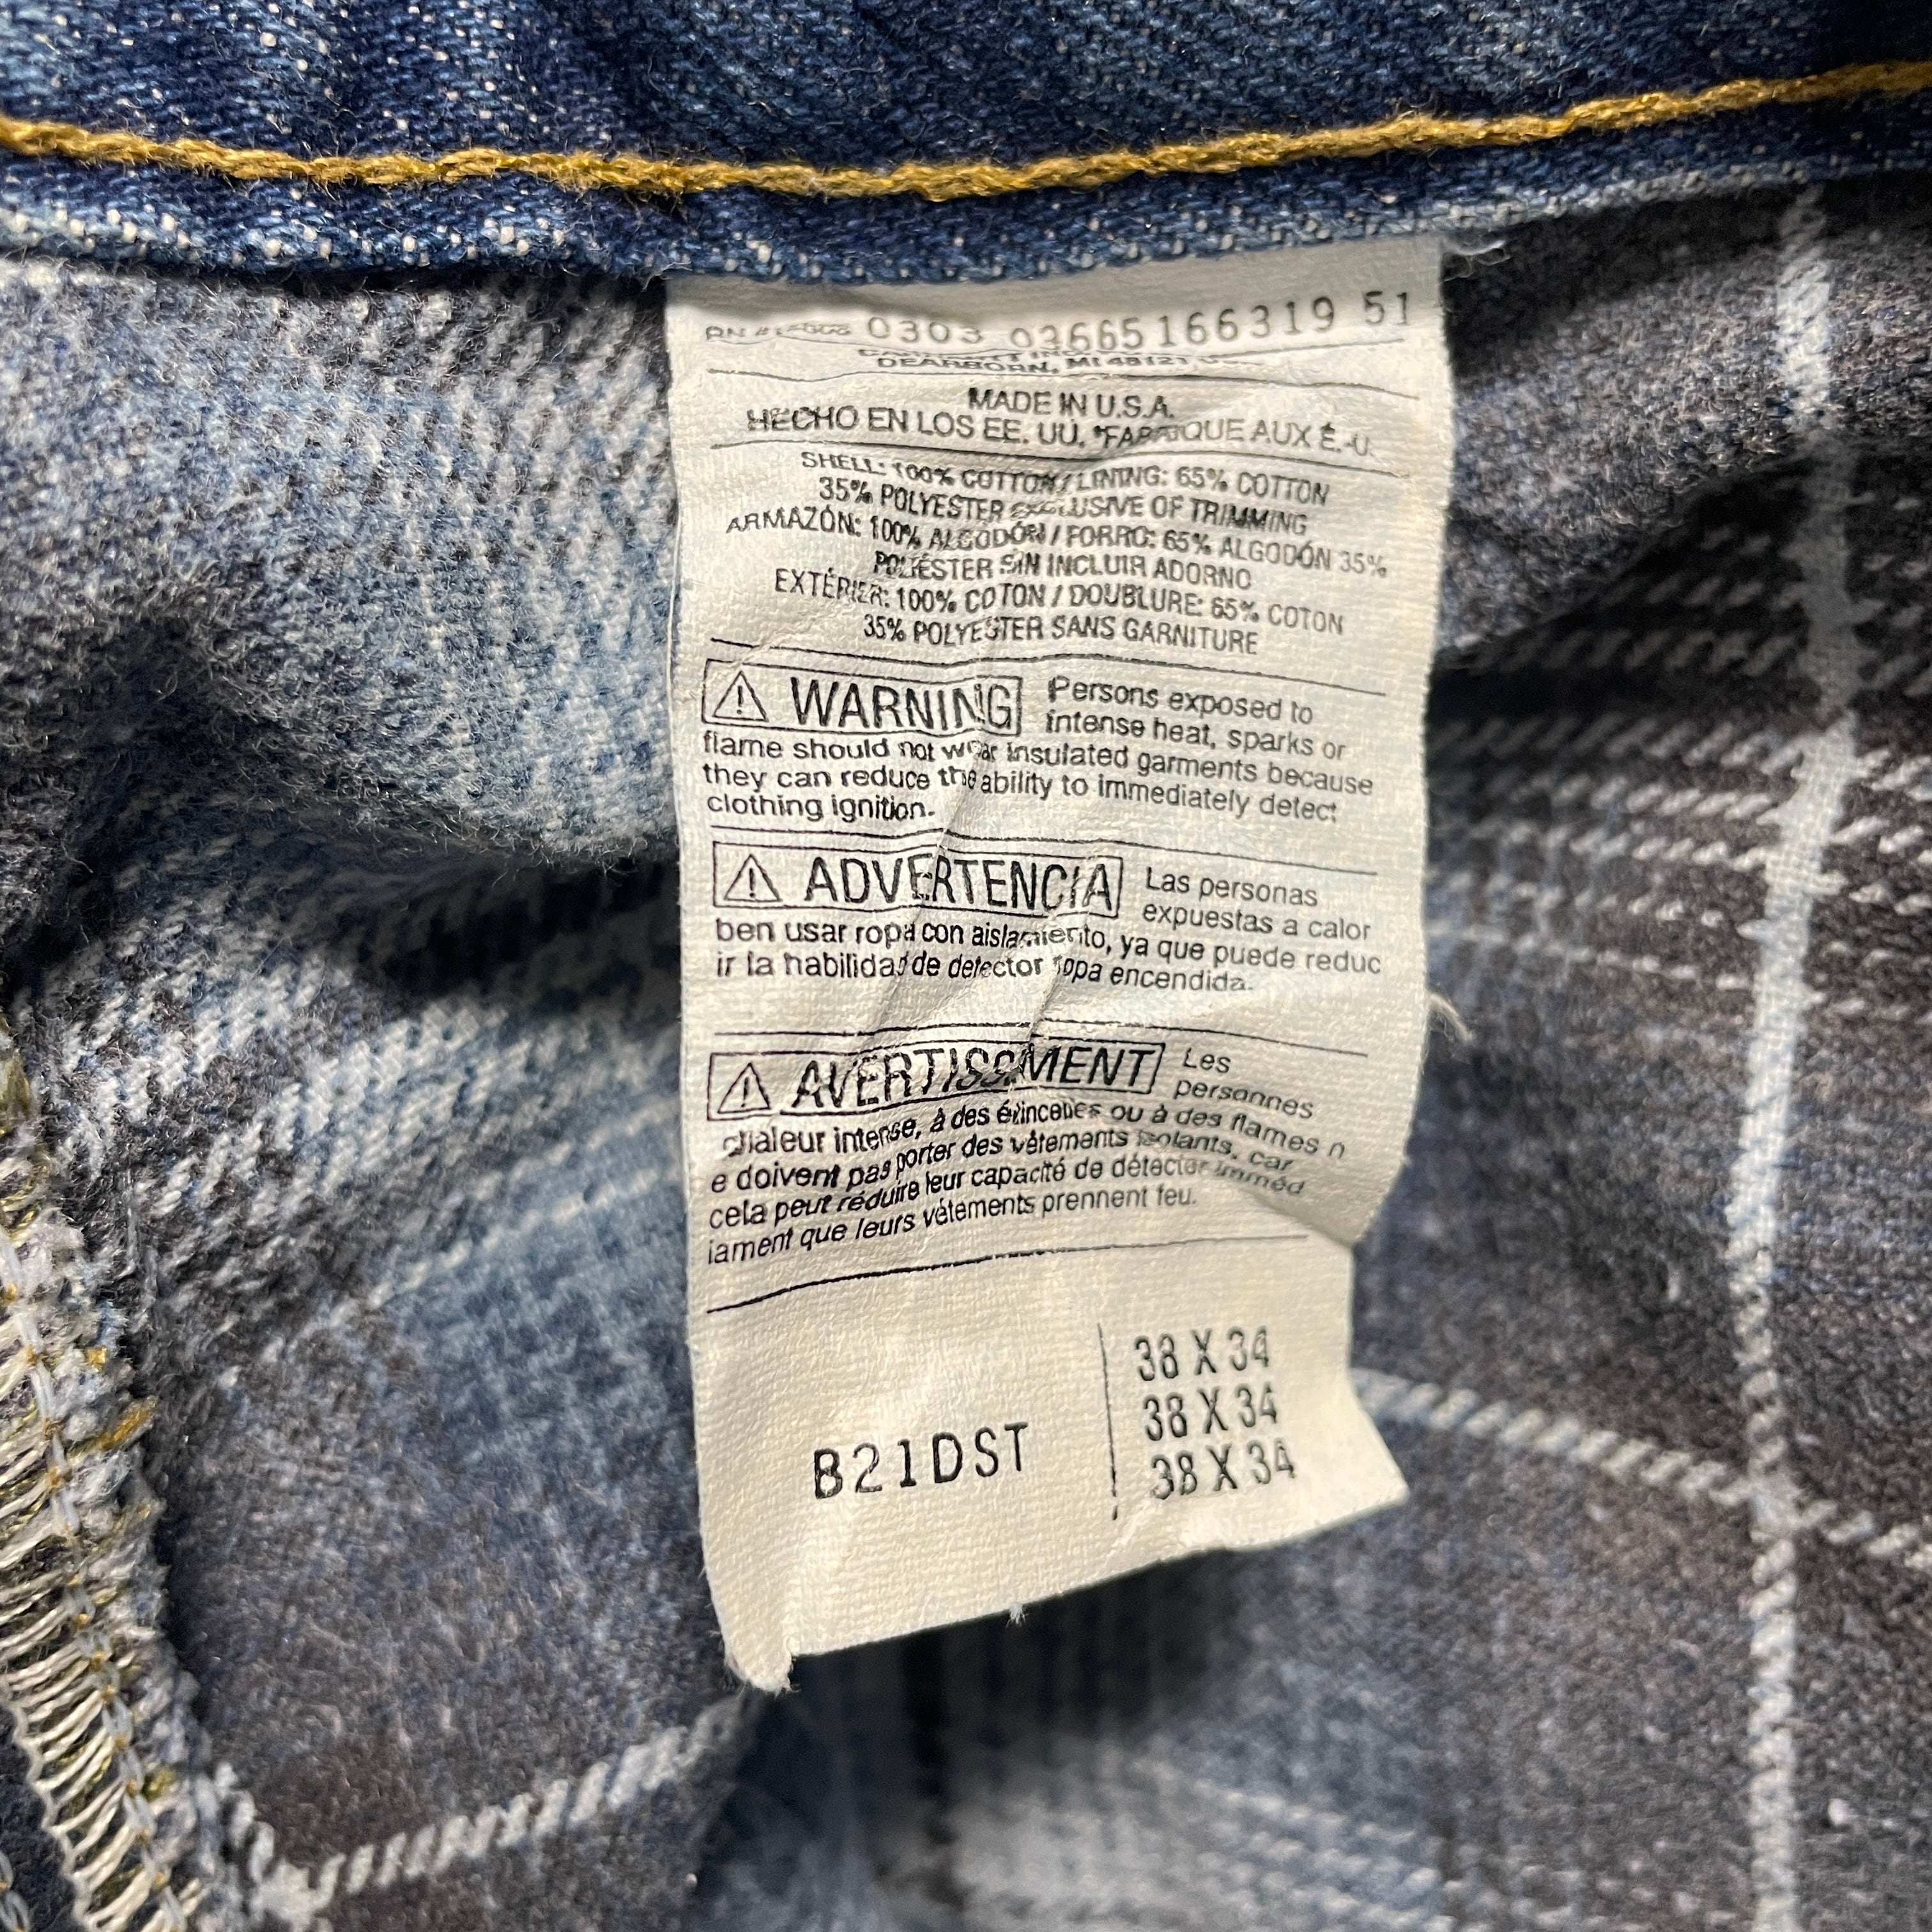 0303 03665166319 51
DEARBORN, MI 48121
MADE IN U.S.A.
HECHO EN LOS EE. UU. *FABRIQUE AUX É.-U.
SHELL: 100% COTTON / LINING: 65% COTTON
35% POLYESTER EXCLUSIVE OF TRIMMING
ARMAZÓN: 100% ALGODÓN / FORRO: 65% ALGODÓN 35%
POLIÉSTER SIN INCLUIR ADORNO
EXTÉRIER: 100% COTON / DOUBLURE: 65% COTON
35% POLYESTER SANS GARNITURE
WARNING Persons exposed to
intense heat, sparks or
flame should not wear insulated garments because
they can reduce the ability to immediately detect
clothing ignition.
ADVERTENCIA Las personas
expuestas a calor
ben usar ropa con aislamiento, ya que puede reduc
ir la habilidad de detector ropa encendida.
AVERTISSMENT Les
personnes
chaleur intense, à des étincelles ou à des flames n
e doivent pas porter des vêtements isolants, car
cela peut réduire leur capacité de détecter imméd
iament que leurs vétements prennent feu.
B21DST
38 X 34
38 X 34
38 X 34